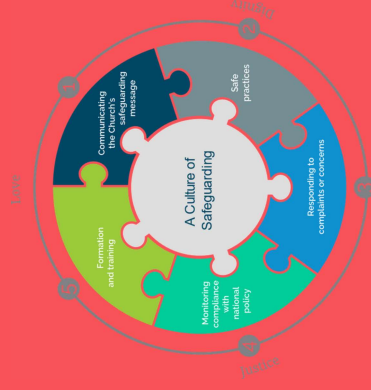 Communicating
the Church's
safeguarding
message
Safe
practices
Responding to
complaints or concerns
Monitoring
compliance
with
national
policy
Formation
and training
A Culture of
Safeguarding